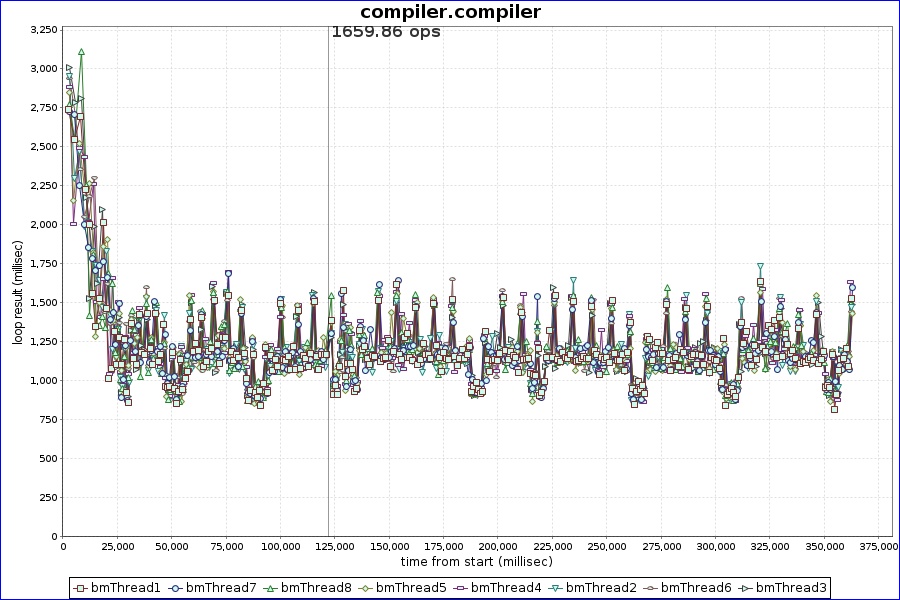 compiler.compiler
1659.86 ops
3,250
3,000
2,750
2,500
2,250
2,000
1,750
1,500
1,250
1,000
750
500
250
0
loop result (millisec)
0 25,000 50,000 75,000 100,000 125,000 150,000 175,000 200,000 225,000 250,000 275,000 300,000 325,000 350,000 375,000
time from start (millisec)
bmThread1 bmThread7 bmThread8 bmThread5 bmThread4 bmThread2 bmThread6 bmThread3